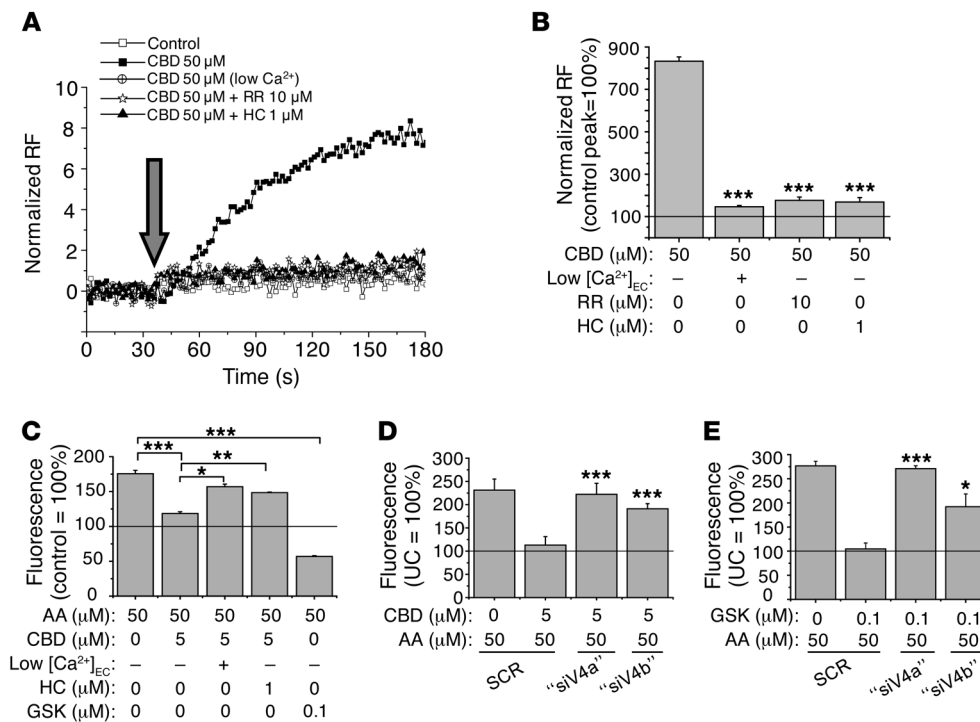 A
Control
CBD 50 µM
CBD 50 µM (low Ca²⁺)
CBD 50 µM + RR 10 µM
CBD 50 µM + HC 1 µM
Normalized RF
10
8
6
4
2
0
0 30 60 90 120 150 180
Time (s)
B
Normalized RF
(control peak=100%)
900
700
500
300
100
*** *** ***
CBD (µM): 50 50 50 50
Low [Ca²⁺]EC: – + – –
RR (µM): 0 0 10 0
HC (µM): 0 0 0 1
C
Fluorescence
(control = 100%)
200
150
100
50
0
***
*** **
*
AA (µM): 50 50 50 50 50
CBD (µM): 0 5 5 5 0
Low [Ca²⁺]EC: – – + – –
HC (µM): 0 0 0 1 0
GSK (µM): 0 0 0 0 0.1
D
Fluorescence
(UC = 100%)
300
250
200
150
100
50
0
*** ***
CBD (µM): 0 5 5 5
AA (µM): 50 50 50 50
SCR “siV4a” “siV4b”
E
Fluorescence
(UC = 100%)
300
250
200
150
100
50
0
*** *
GSK (µM): 0 0.1 0.1 0.1
AA (µM): 50 50 50 50
SCR “siV4a” “siV4b”